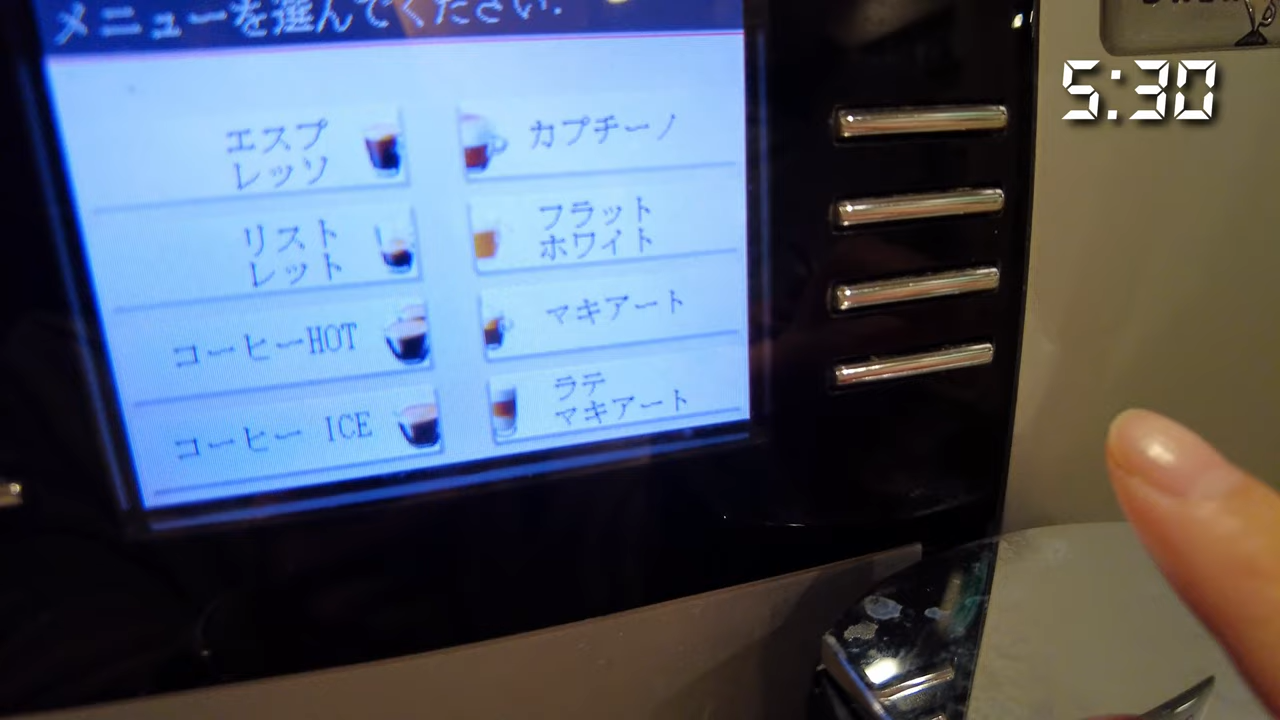 メニューを選んでください.
5:30
エスプ
レッソ
カプチーノ
リスト
レット
フラット
ホワイト
コーヒーHOT
マキアート
コーヒー ICE
ラテ
マキアート